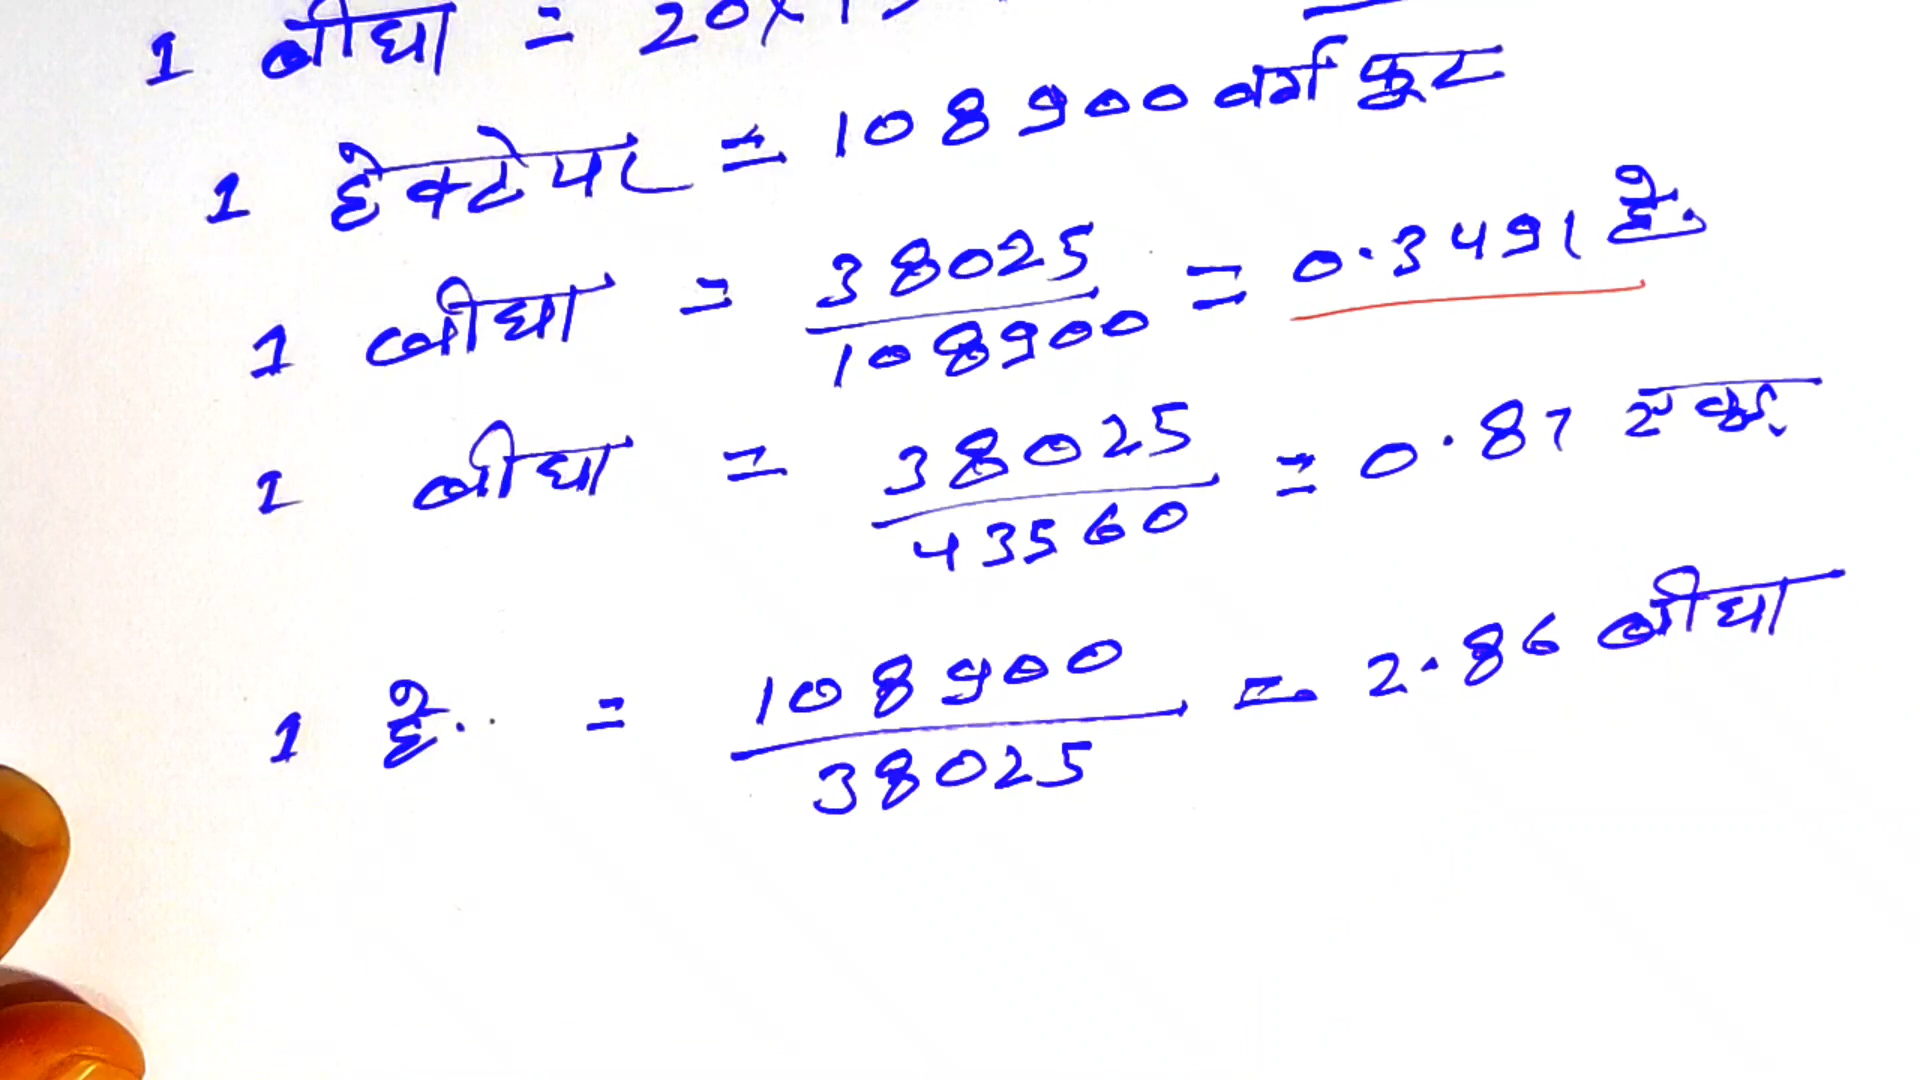 1 बीघा = 20x
1 हेक्टेयर = 108900 वर्ग फूट
1 बीघा = 38025 / 108900 = 0.3491 हे.
1 बीघा = 38025 / 43560 = 0.87 एकड़
1 हे. = 108900 / 38025 = 2.86 बीघा